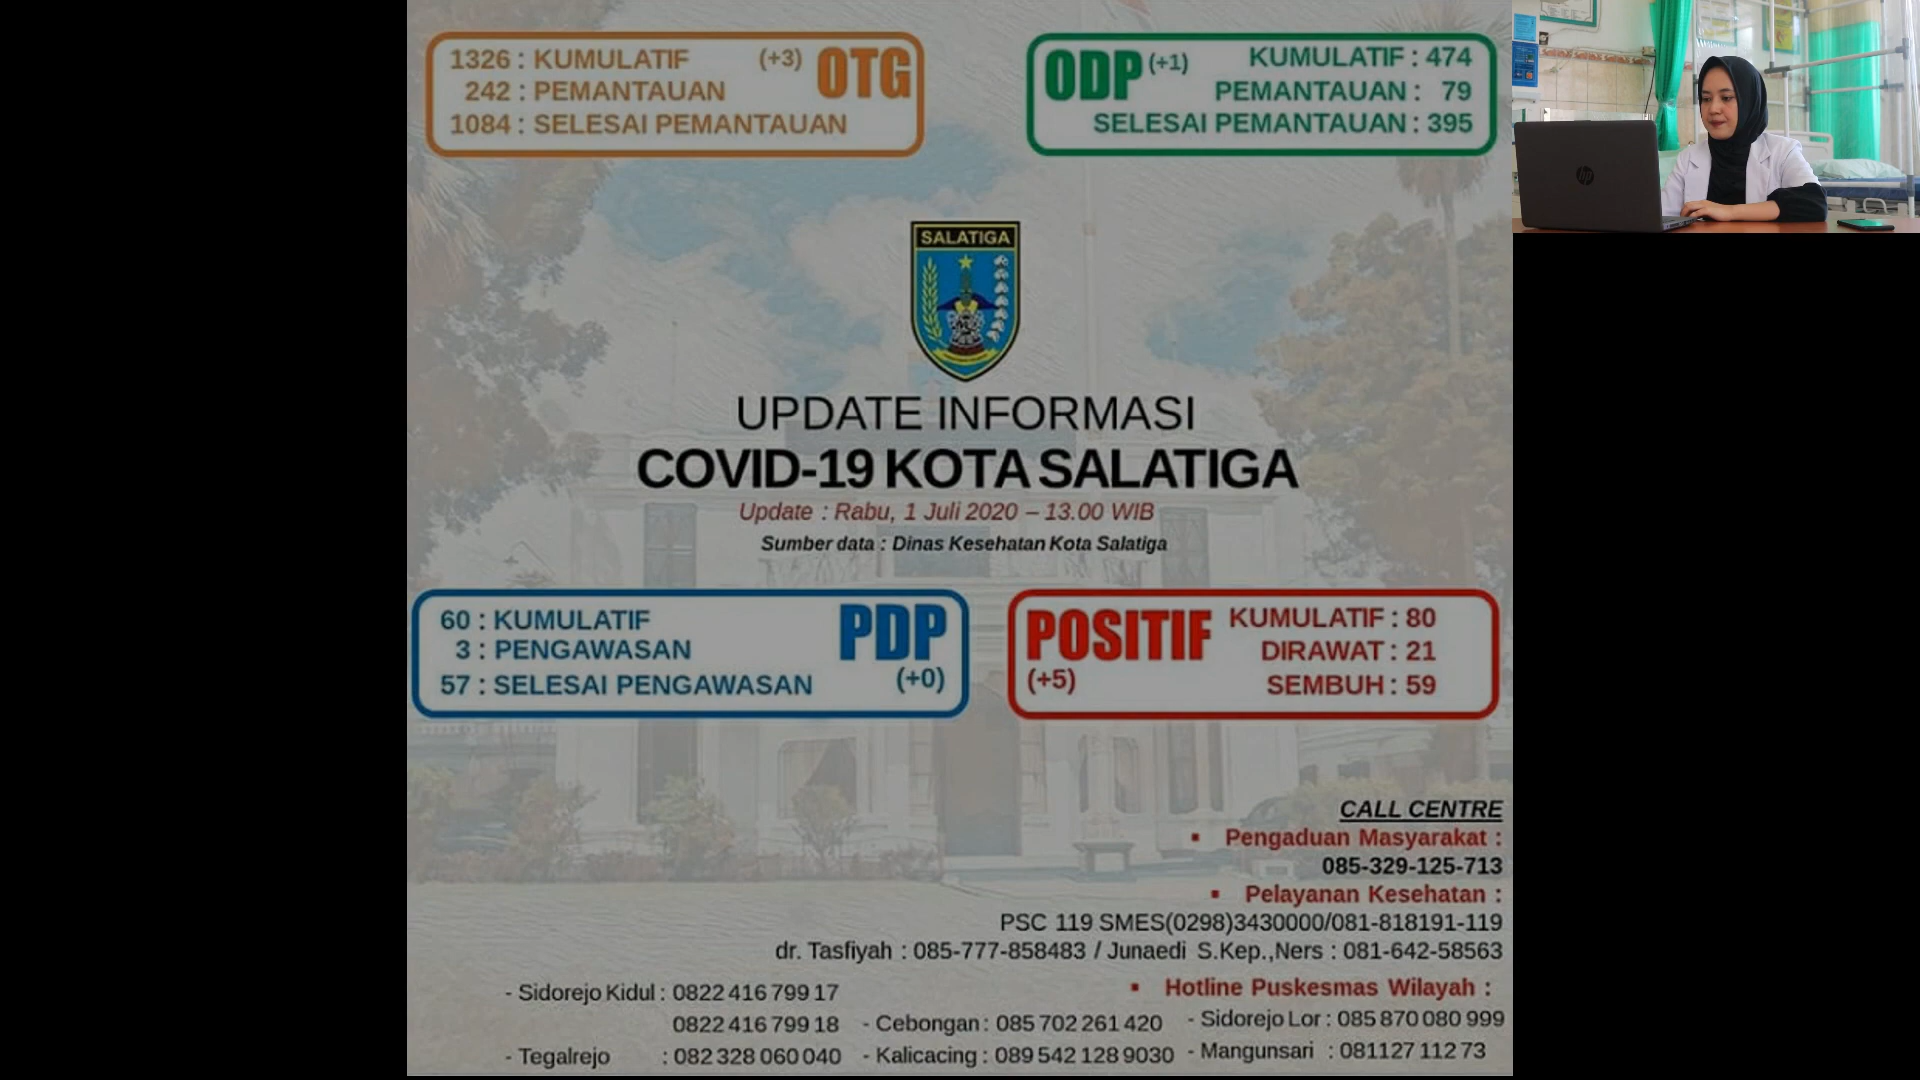 1326 : KUMULATIF (+3) OTG
242 : PEMANTAUAN
1084 : SELESAI PEMANTAUAN
ODP (+1) KUMULATIF : 474
PEMANTAUAN : 79
SELESAI PEMANTAUAN : 395
SALATIGA
UPDATE INFORMASI
COVID-19 KOTA SALATIGA
Update : Rabu, 1 Juli 2020 – 13.00 WIB
Sumber data : Dinas Kesehatan Kota Salatiga
60 : KUMULATIF PDP
3 : PENGAWASAN
57 : SELESAI PENGAWASAN (+0)
POSITIF KUMULATIF : 80
DIRAWAT : 21
(+5) SEMBUH : 59
CALL CENTRE
▪ Pengaduan Masyarakat :
085-329-125-713
▪ Pelayanan Kesehatan :
PSC 119 SMES(0298)3430000/081-818191-119
dr. Tasfiyah : 085-777-858483 / Junaedi S.Kep.,Ners : 081-642-58563
▪ Hotline Puskesmas Wilayah :
- Sidorejo Kidul : 0822 416 799 17
0822 416 799 18 - Cebongan : 085 702 261 420 - Sidorejo Lor : 085 870 080 999
- Tegalrejo : 082 328 060 040 - Kalicacing : 089 542 128 9030 - Mangunsari : 081127 112 73
hp